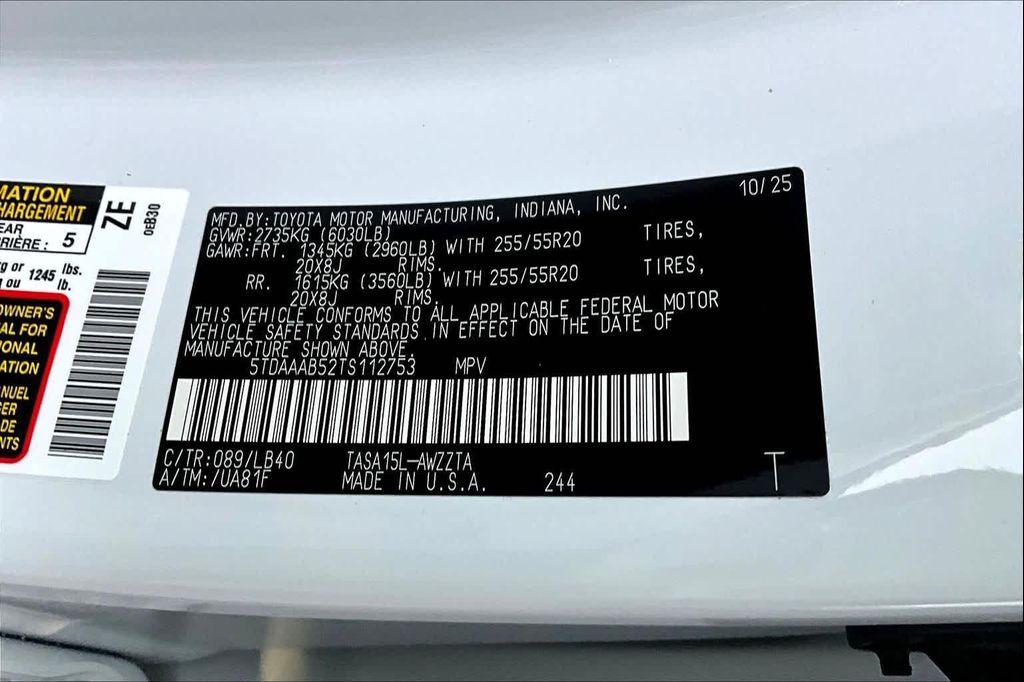 MATION
HARGEMENT
EAR
RIÈRE : 5
g or 1245 lbs.
ou lb.
OWNER'S
AL FOR
IONAL
ATION
NUEL
ER
DE
NTS
ZE
0EB30
10/25
MFD. BY: TOYOTA MOTOR MANUFACTURING, INDIANA, INC.
GVWR: 2735KG (6030LB)
GAWR: FRT. 1345KG (2960LB) WITH 255/55R20 TIRES,
20X8J RIMS.
RR. 1615KG (3560LB) WITH 255/55R20 TIRES,
20X8J RIMS.
THIS VEHICLE CONFORMS TO ALL APPLICABLE FEDERAL MOTOR
VEHICLE SAFETY STANDARDS IN EFFECT ON THE DATE OF
MANUFACTURE SHOWN ABOVE.
5TDAAAB52TS112753 MPV
C/TR: 089/LB40 TASA15L-AWZZTA
A/TM: /UA81F MADE IN U.S.A. 244 T